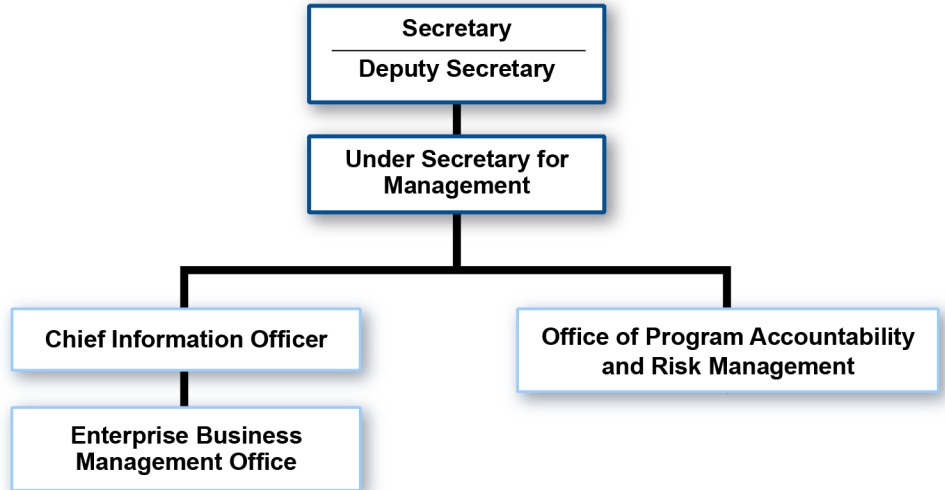 Secretary
Deputy Secretary
Under Secretary for
Management
Chief Information Officer
Office of Program Accountability
and Risk Management
Enterprise Business
Management Office